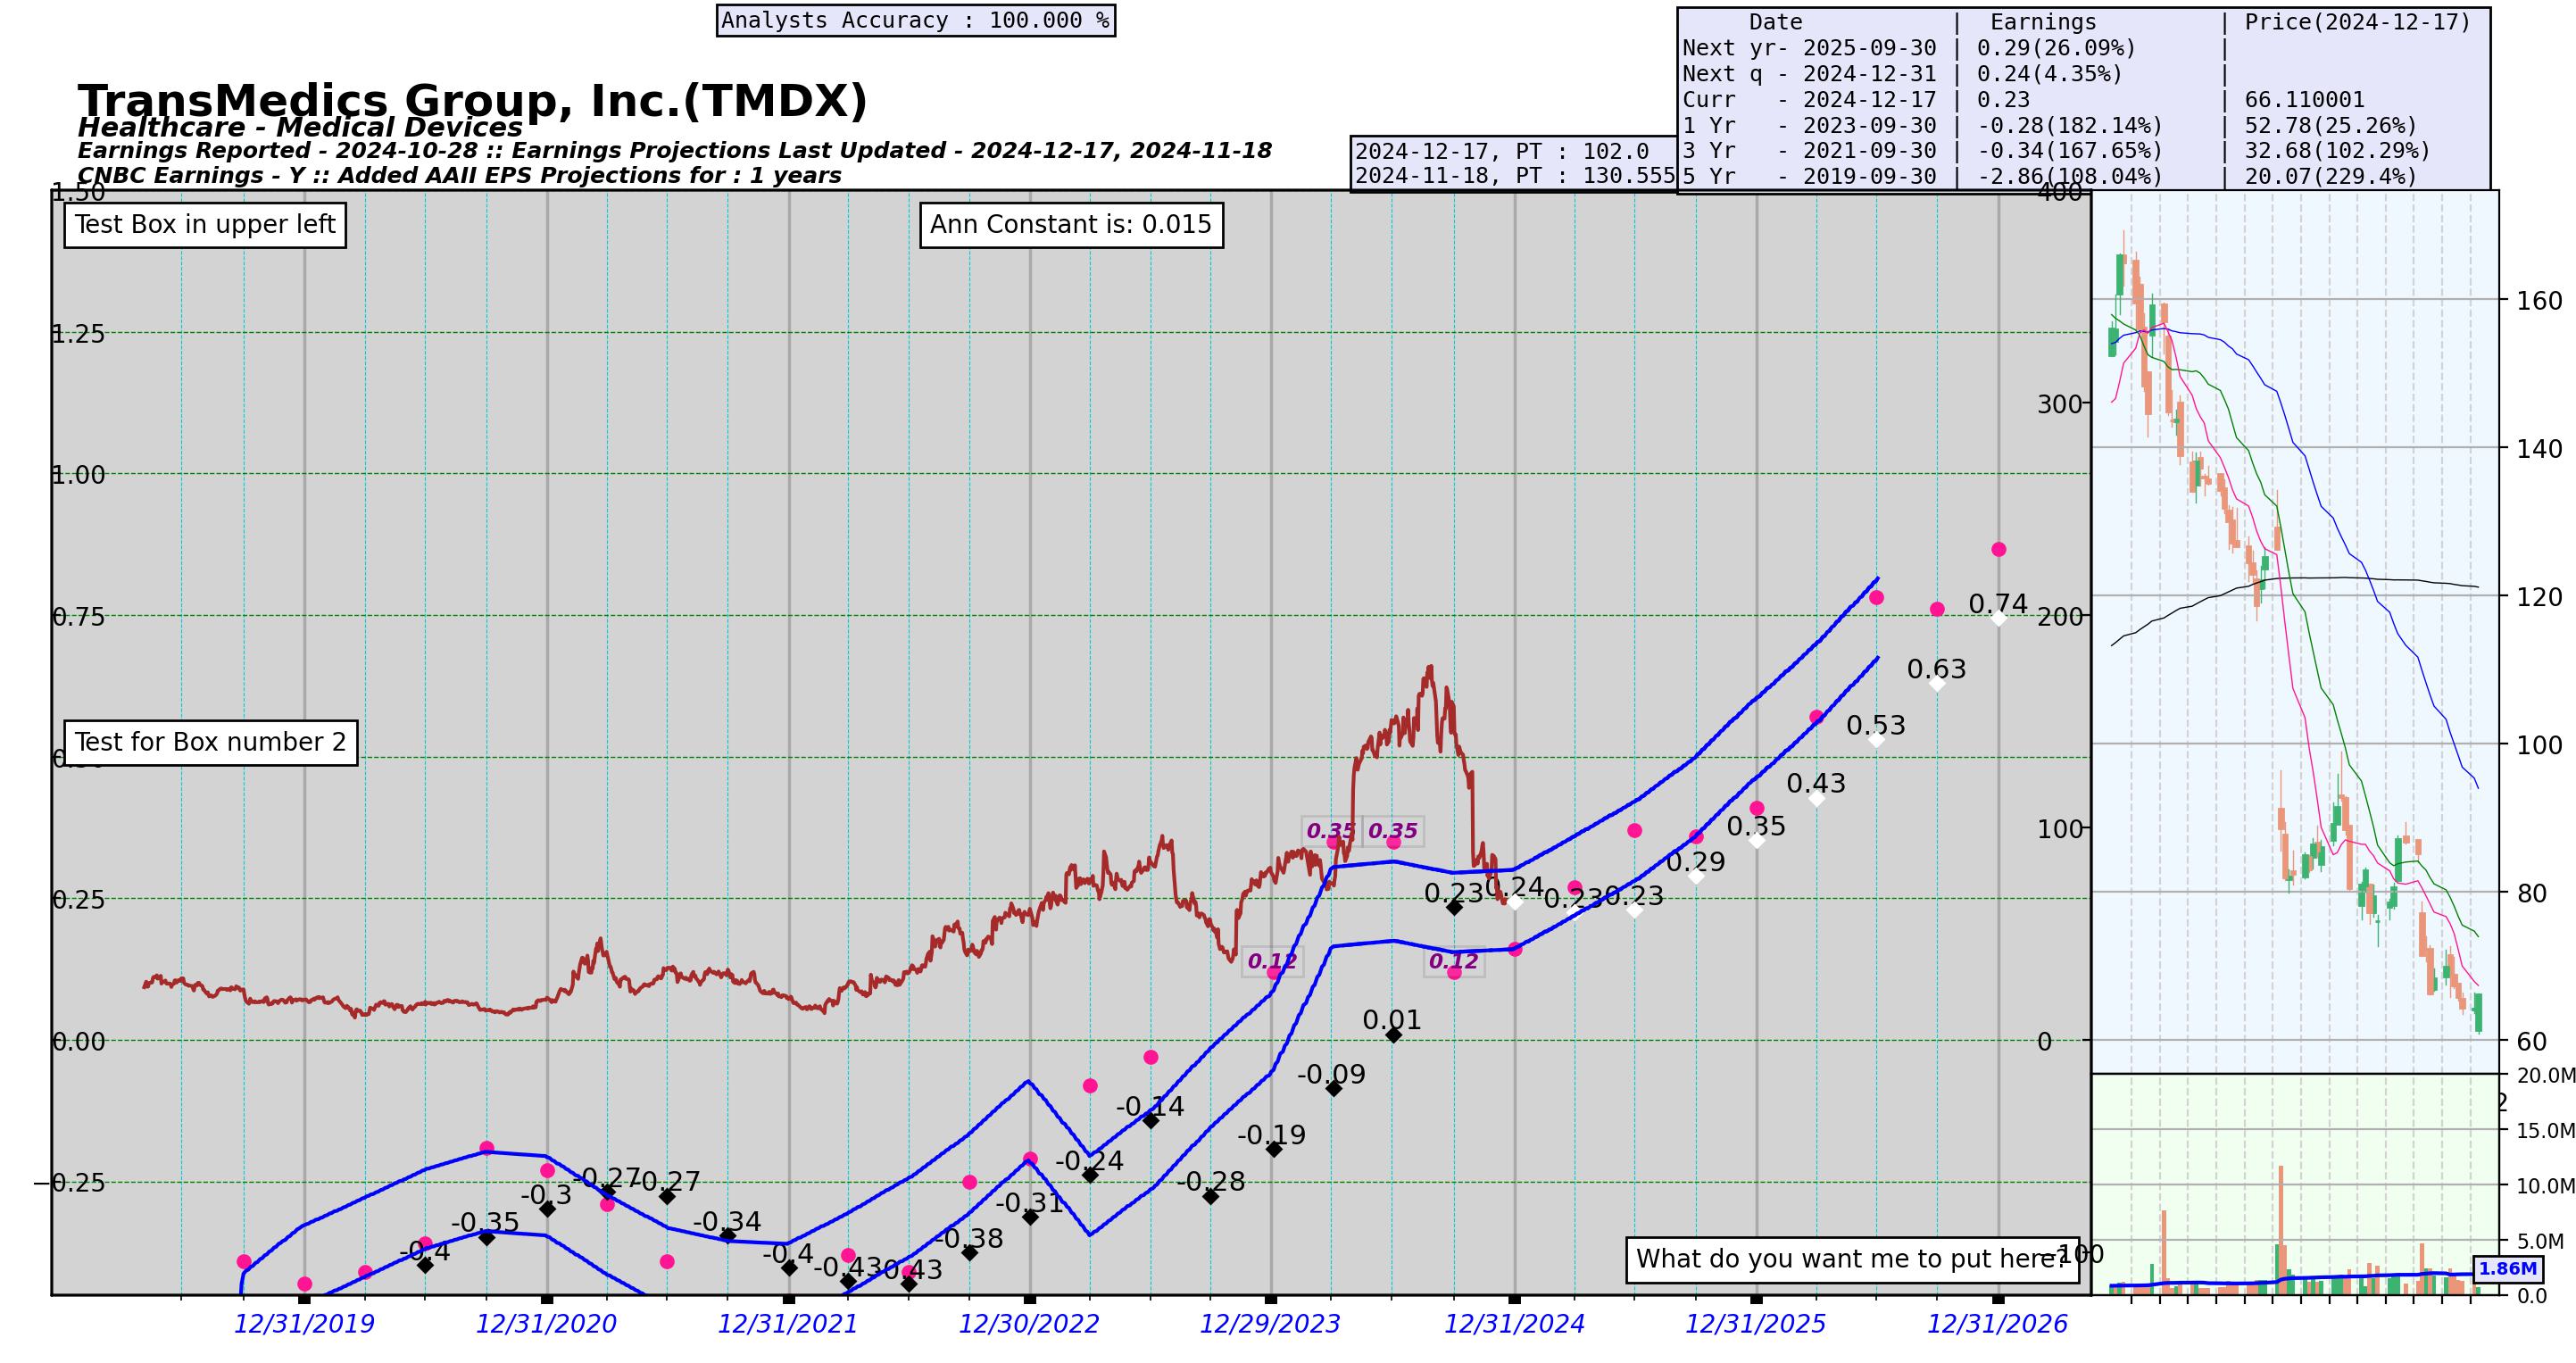 Analysts Accuracy : 100.000 %
Date | Earnings | Price(2024-12-17)
Next yr- 2025-09-30 | 0.29(26.09%) |
Next q - 2024-12-31 | 0.24(4.35%) |
Curr - 2024-12-17 | 0.23 | 66.110001
1 Yr - 2023-09-30 | -0.28(182.14%) | 52.78(25.26%)
3 Yr - 2021-09-30 | -0.34(167.65%) | 32.68(102.29%)
5 Yr - 2019-09-30 | -2.86(108.04%) | 20.07(229.4%)
TransMedics Group, Inc.(TMDX)
Healthcare - Medical Devices
Earnings Reported - 2024-10-28 :: Earnings Projections Last Updated - 2024-12-17, 2024-11-18
CNBC Earnings - Y :: Added AAII EPS Projections for : 1 years
2024-12-17, PT : 102.0
2024-11-18, PT : 130.555
1.50
400
Test Box in upper left
Ann Constant is: 0.015
160
1.25
300
140
1.00
120
0.74
0.75
200
0.63
0.53
Test for Box number 2
100
0.43
0.35
0.35
0.35
100
0.29
0.23
0.24
0.23
0.23
0.25
80
0.12
0.12
0.01
0.00
0
60
-0.09
20.0M
-0.14
2
-0.19
15.0M
-0.24
-0.27
-0.27
-0.28
−0.25
10.0M
-0.3
-0.31
-0.35
-0.34
-0.38
5.0M
-0.4
-0.4
-0.43
-0.43
What do you want me to put here?
−100
1.86M
0.0
12/31/2019
12/31/2020
12/31/2021
12/30/2022
12/29/2023
12/31/2024
12/31/2025
12/31/2026